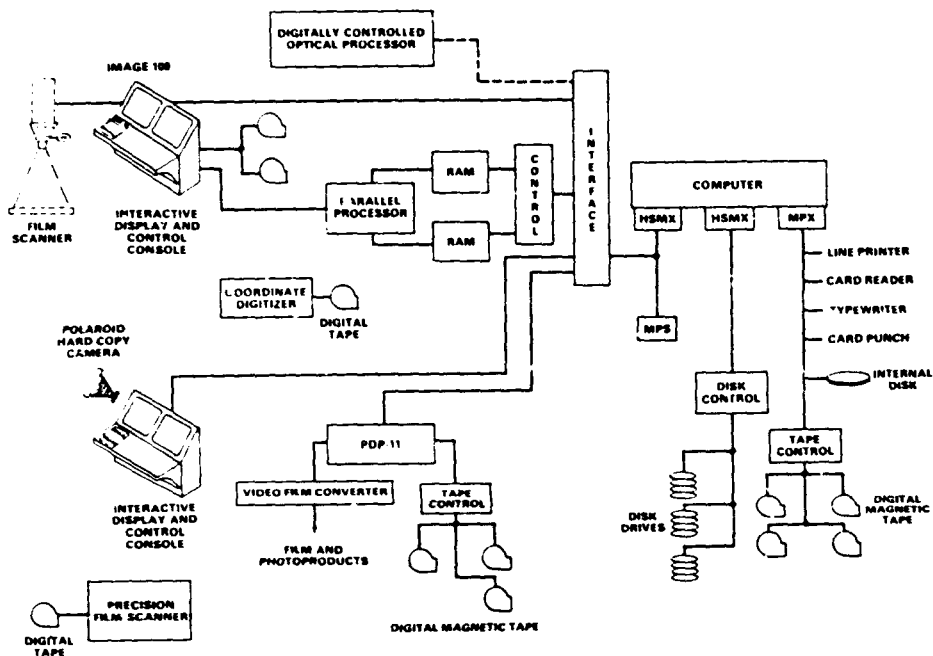 DIGITALLY CONTROLLED
OPTICAL PROCESSOR
IMAGE 100
FILM
SCANNER
INTERACTIVE
DISPLAY AND
CONTROL
CONSOLE
PARALLEL
PROCESSOR
RAM
RAM
CONTROL
INTERFACE
COMPUTER
HSMX
HSMX
MPX
LINE PRINTER
CARD READER
TYPEWRITER
CARD PUNCH
INTERNAL
DISK
MPS
COORDINATE
DIGITIZER
DIGITAL
TAPE
POLAROID
HARD COPY
CAMERA
INTERACTIVE
DISPLAY AND
CONTROL
CONSOLE
PDP-11
VIDEO FILM CONVERTER
FILM AND
PHOTOPRODUCTS
TAPE
CONTROL
DIGITAL MAGNETIC TAPE
DISK
CONTROL
DISK
DRIVES
TAPE
CONTROL
DIGITAL
MAGNETIC
TAPE
PRECISION
FILM SCANNER
DIGITAL
TAPE